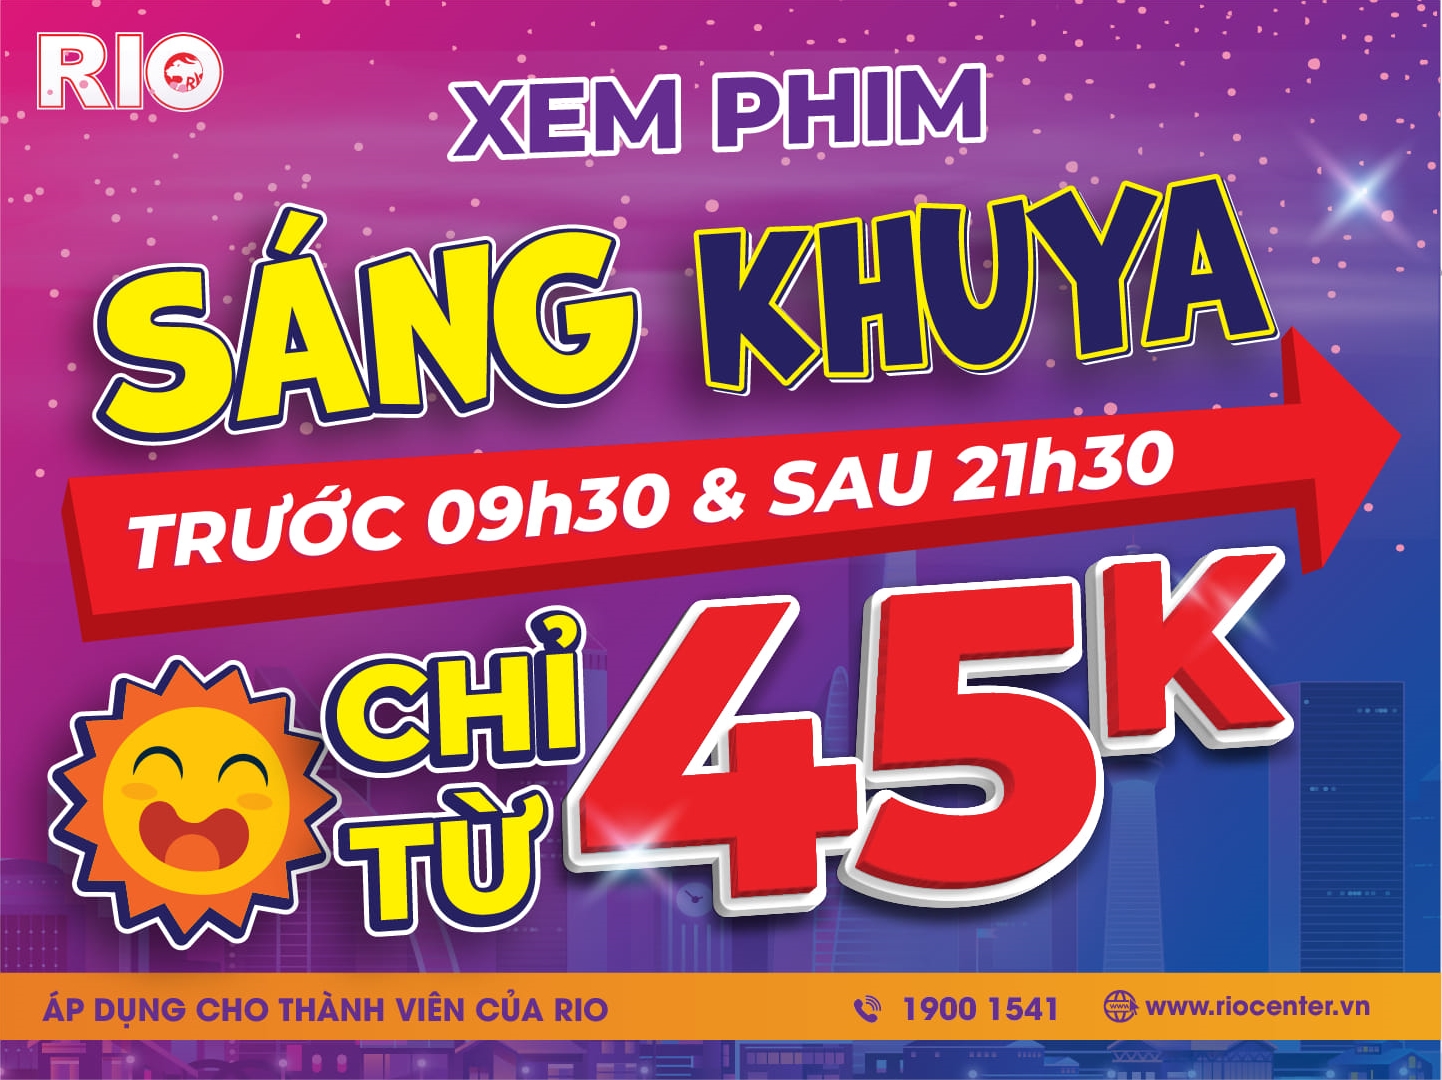 RIO
XEM PHIM
SÁNG KHUYA
TRƯỚC 09h30 & SAU 21h30
CHỈ
TỪ
45K
ÁP DỤNG CHO THÀNH VIÊN CỦA RIO
1900 1541
www.riocenter.vn